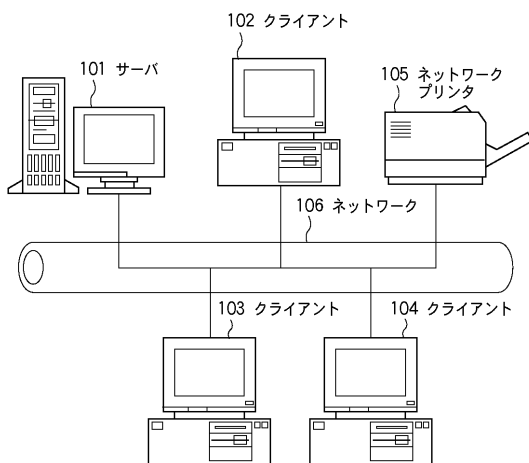 102 クライアント
101 サーバ
105 ネットワーク
プリンタ
106 ネットワーク
103 クライアント
104 クライアント